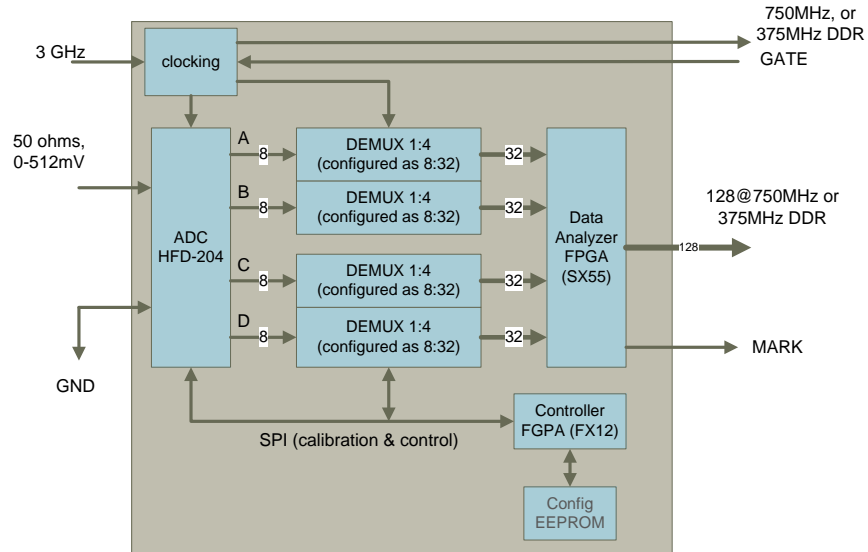 750MHz, or
375MHz DDR
3 GHz
clocking
GATE
50 ohms,
0-512mV
A
8
DEMUX 1:4
(configured as 8:32)
32
B
8
DEMUX 1:4
(configured as 8:32)
32
ADC
HFD-204
Data
Analyzer
FPGA
(SX55)
128@750MHz or
375MHz DDR
128
C
8
DEMUX 1:4
(configured as 8:32)
32
D
8
DEMUX 1:4
(configured as 8:32)
32
MARK
GND
SPI (calibration & control)
Controller
FGPA (FX12)
Config
EEPROM